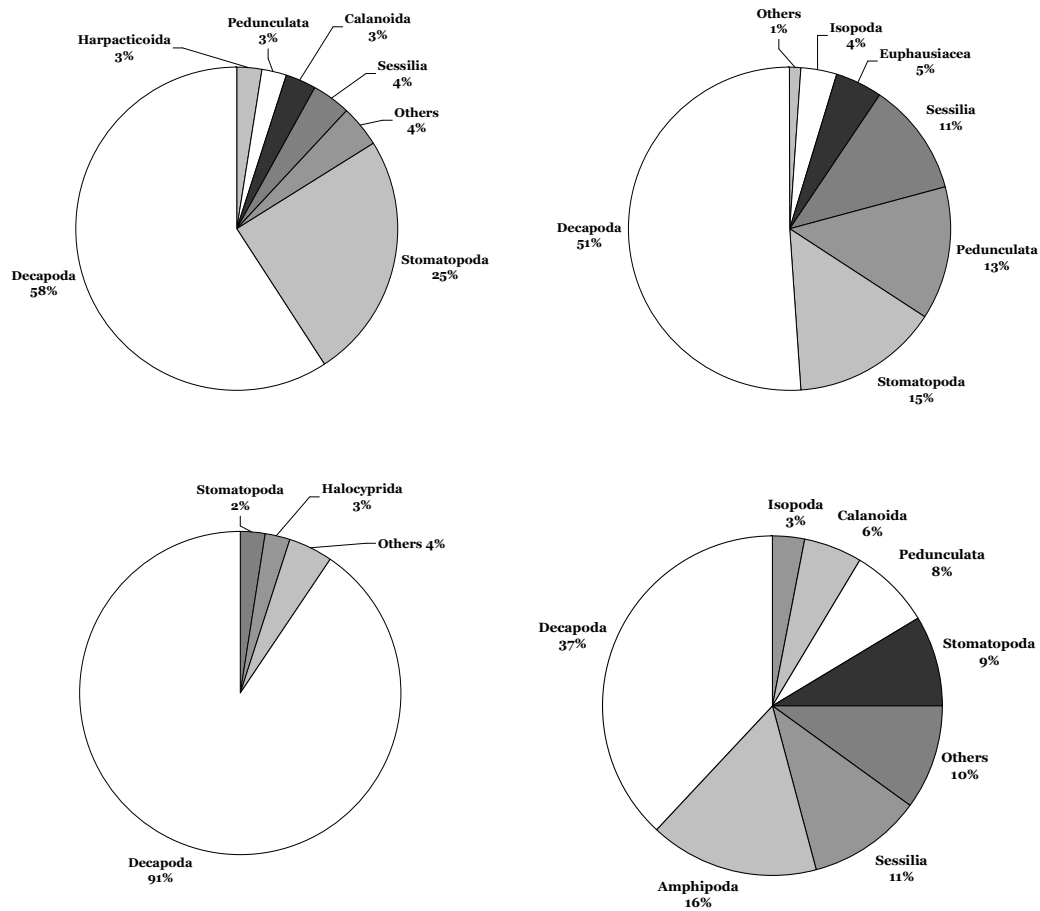 Harpacticoida
3%
Pedunculata
3%
Calanoida
3%
Sessilia
4%
Others
4%
Stomatopoda
25%
Decapoda
58%
Others
1%
Isopoda
4%
Euphausiacea
5%
Sessilia
11%
Pedunculata
13%
Stomatopoda
15%
Decapoda
51%
Stomatopoda
2%
Halocyprida
3%
Others 4%
Decapoda
91%
Isopoda
3%
Calanoida
6%
Pedunculata
8%
Stomatopoda
9%
Others
10%
Sessilia
11%
Amphipoda
16%
Decapoda
37%